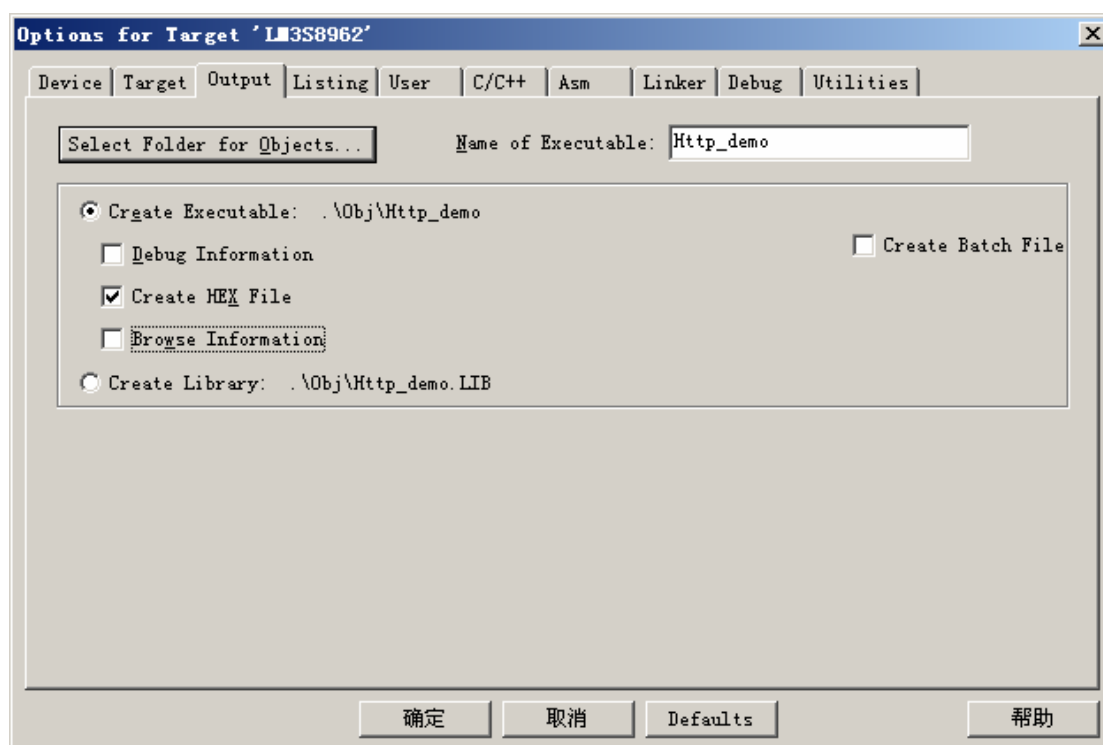 Options for Target 'LM3S8962'
Device Target Output Listing User C/C++ Asm Linker Debug Utilities
Select Folder for Objects... Name of Executable: Http_demo
Create Executable: .\Obj\Http_demo
Debug Information Create Batch File
Create HEX File
Browse Information
Create Library: .\Obj\Http_demo.LIB
确定 取消 Defaults 帮助